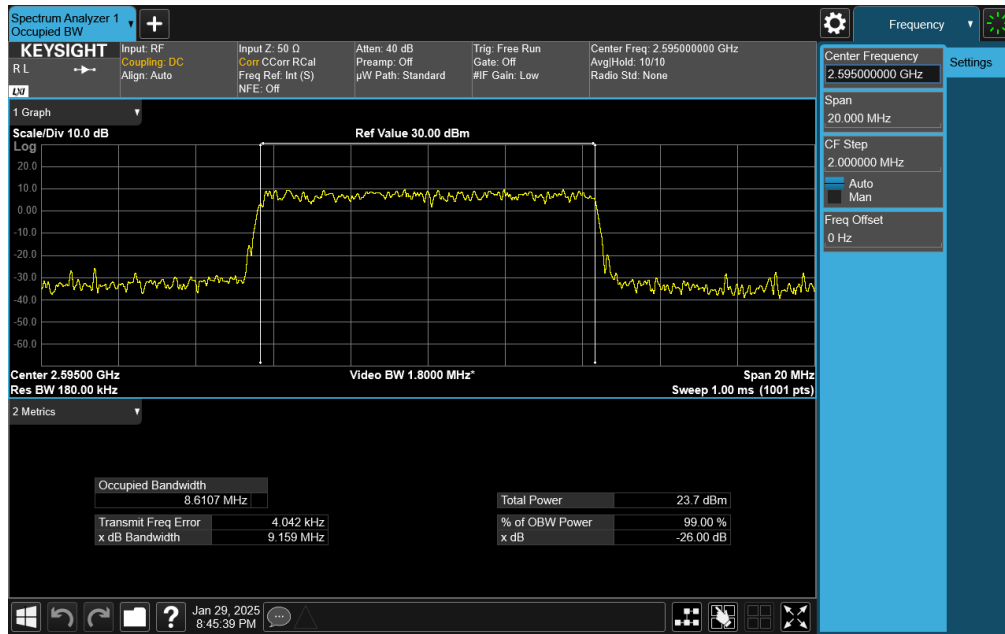 Spectrum Analyzer 1
Occupied BW
Frequency
KEYSIGHT
R L
LXI
Input: RF
Coupling: DC
Align: Auto
Input Z: 50 Ω
Corr CCorr RCal
Freq Ref: Int (S)
NFE: Off
Atten: 40 dB
Preamp: Off
µW Path: Standard
Trig: Free Run
Gate: Off
#IF Gain: Low
Center Freq: 2.595000000 GHz
Avg|Hold: 10/10
Radio Std: None
Center Frequency
2.595000000 GHz
Settings
Span
20.000 MHz
CF Step
2.000000 MHz
Auto
Man
Freq Offset
0 Hz
1 Graph
Scale/Div 10.0 dB
Ref Value 30.00 dBm
Log
20.0
10.0
0.00
-10.0
-20.0
-30.0
-40.0
-50.0
-60.0
Center 2.59500 GHz
Video BW 1.8000 MHz*
Span 20 MHz
Res BW 180.00 kHz
Sweep 1.00 ms (1001 pts)
2 Metrics
Occupied Bandwidth
8.6107 MHz
Total Power 23.7 dBm
Transmit Freq Error 4.042 kHz
% of OBW Power 99.00 %
x dB Bandwidth 9.159 MHz
x dB -26.00 dB
Jan 29, 2025
8:45:39 PM